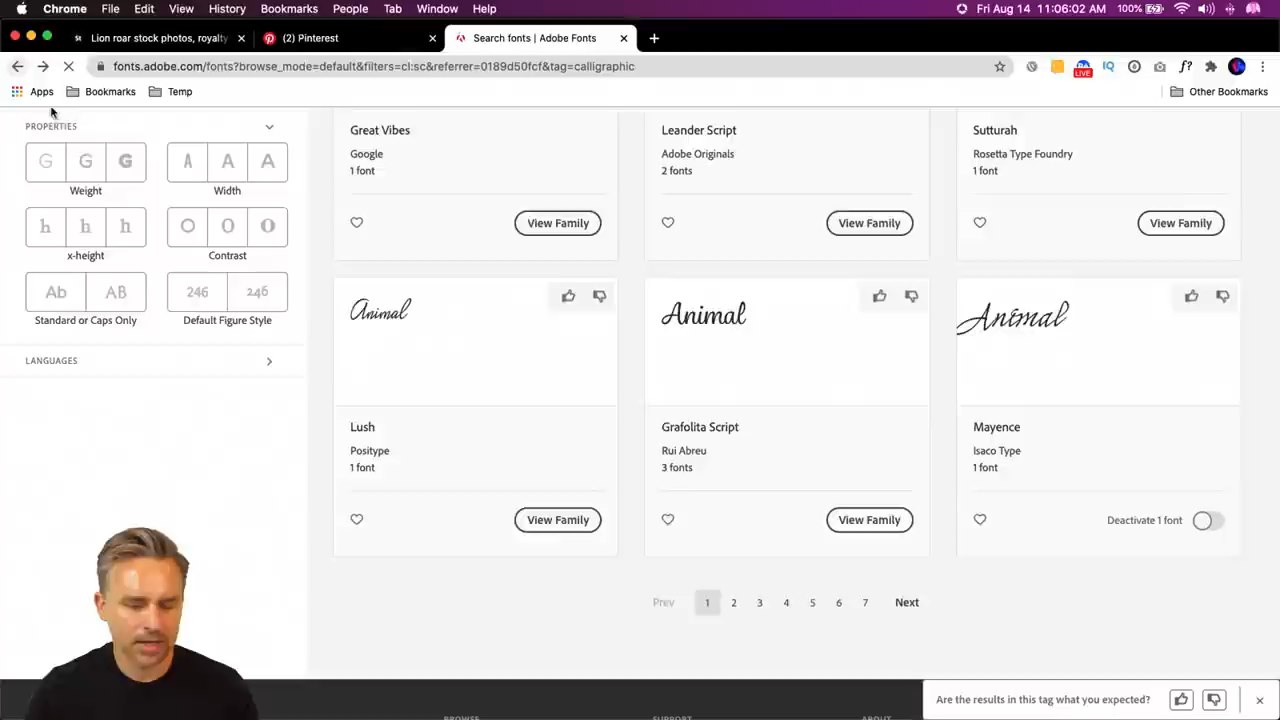 Chrome File Edit View History Bookmarks People Tab Window Help 100% Fri Aug 14 11:06:02 AM
Lion roar stock photos, royalty (2) Pinterest Search fonts | Adobe Fonts
fonts.adobe.com/fonts?browse_mode=default&filters=cl:sc&referrer=0189d50fcf&tag=calligraphic
LIVE
Apps Bookmarks Temp Other Bookmarks
PROPERTIES
G G G A A A
Weight Width
h h h O O O
x-height Contrast
Ab AB 246 246
Standard or Caps Only Default Figure Style
LANGUAGES
Great Vibes Leander Script Sutturah
Google Adobe Originals Rosetta Type Foundry
1 font 2 fonts 1 font
View Family View Family View Family
Animal Animal Animal
Lush Grafolita Script Mayence
Positype Rui Abreu Isaco Type
1 font 3 fonts 1 font
View Family View Family Deactivate 1 font
Prev 1 2 3 4 5 6 7 Next
Are the results in this tag what you expected?
BROWSE SUPPORT ABOUT